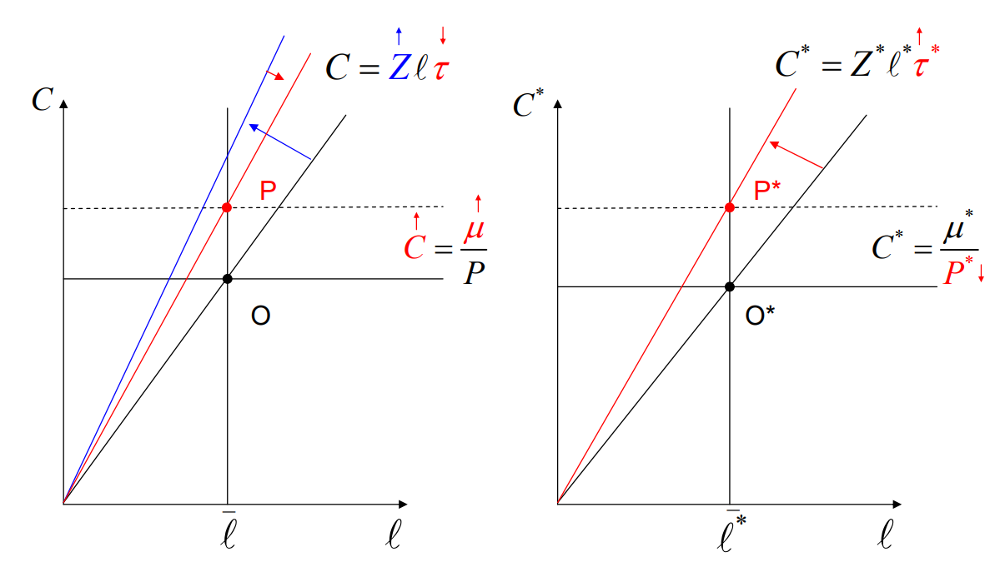 C = Zℓτ
C
P
C = μ/P
O
ℓ̅
ℓ
C* = Z*ℓ*τ*
C*
P*
C* = μ*/P*
O*
ℓ̅*
ℓ